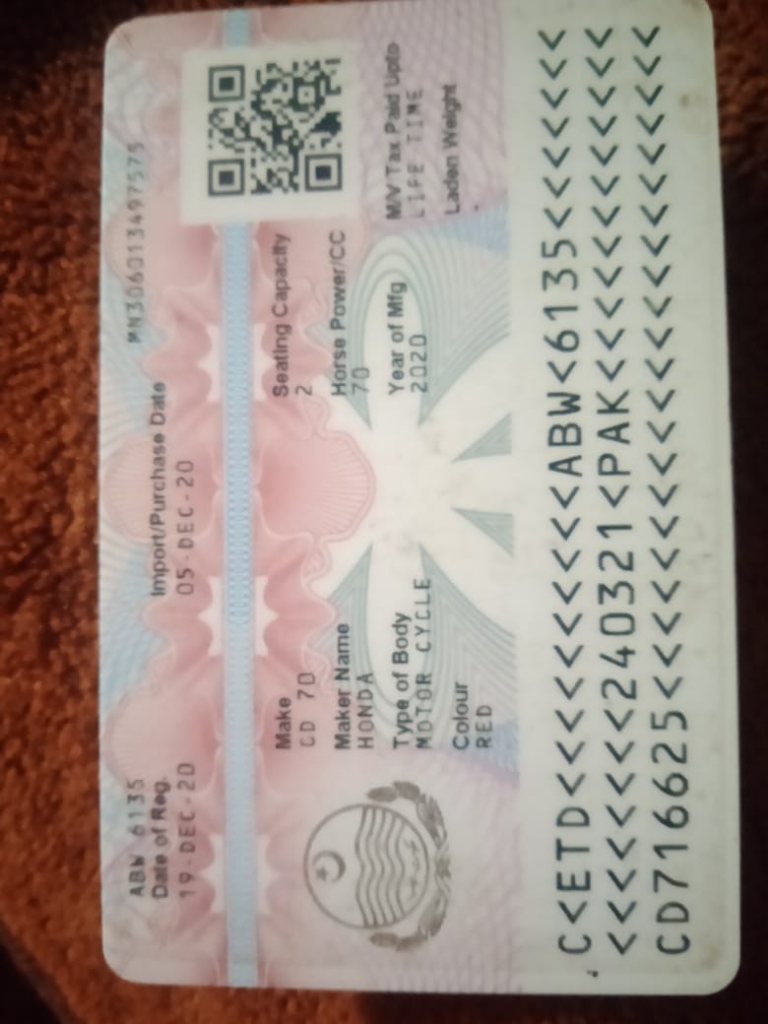 ABW 6135
MN3060134975​75
Date of Reg.
19-DEC-20
Import/Purchase Date
05-DEC-20
Make
CD 70
Seating Capacity
2
Maker Name
HONDA
Horse Power/CC
70
Type of Body
MOTOR CYCLE
Year of Mfg
2020
M/V Tax Paid Upto
LIFE TIME
Colour
RED
Laden Weight
-
C<ETD<<<<<<<<<<<<<ABW<6135<<<<<<<<
<<<<<<<<240321<PAK<<<<<<<<<<<<<<
CD716625<<<<<<<<<<<<<<<<<<<<<<